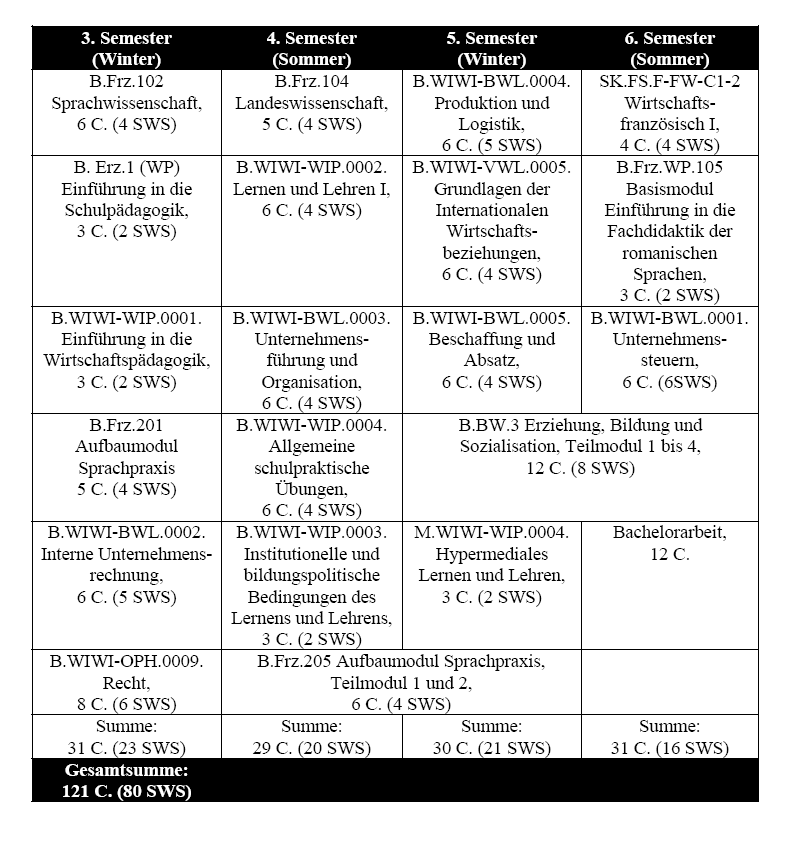 3. Semester
(Winter)
4. Semester
(Sommer)
5. Semester
(Winter)
6. Semester
(Sommer)
B.Frz.102
Sprachwissenschaft,
6 C. (4 SWS)
B.Frz.104
Landeswissenschaft,
5 C. (4 SWS)
B.WIWI-BWL.0004.
Produktion und
Logistik,
6 C. (5 SWS)
SK.FS.F-FW-C1-2
Wirtschafts-
französisch I,
4 C. (4 SWS)
B. Erz.1 (WP)
Einführung in die
Schulpädagogik,
3 C. (2 SWS)
B.WIWI-WIP.0002.
Lernen und Lehren I,
6 C. (4 SWS)
B.WIWI-VWL.0005.
Grundlagen der
Internationalen
Wirtschafts-
beziehungen,
6 C. (4 SWS)
B.Frz.WP.105
Basismodul
Einführung in die
Fachdidaktik der
romanischen
Sprachen,
3 C. (2 SWS)
B.WIWI-WIP.0001.
Einführung in die
Wirtschaftspädagogik,
3 C. (2 SWS)
B.WIWI-BWL.0003.
Unternehmens-
führung und
Organisation,
6 C. (4 SWS)
B.WIWI-BWL.0005.
Beschaffung und
Absatz,
6 C. (4 SWS)
B.WIWI-BWL.0001.
Unternehmens-
steuern,
6 C. (6SWS)
B.Frz.201
Aufbaumodul
Sprachpraxis
5 C. (4 SWS)
B.WIWI-WIP.0004.
Allgemeine
schulpraktische
Übungen,
6 C. (4 SWS)
B.BW.3 Erziehung, Bildung und
Sozialisation, Teilmodul 1 bis 4,
12 C. (8 SWS)
B.WIWI-BWL.0002.
Interne Unternehmens-
rechnung,
6 C. (5 SWS)
B.WIWI-WIP.0003.
Institutionelle und
bildungspolitische
Bedingungen des
Lernens und Lehrens,
3 C. (2 SWS)
M.WIWI-WIP.0004.
Hypermediales
Lernen und Lehren,
3 C. (2 SWS)
Bachelorarbeit,
12 C.
B.WIWI-OPH.0009.
Recht,
8 C. (6 SWS)
B.Frz.205 Aufbaumodul Sprachpraxis,
Teilmodul 1 und 2,
6 C. (4 SWS)
Summe:
31 C. (23 SWS)
Summe:
29 C. (20 SWS)
Summe:
30 C. (21 SWS)
Summe:
31 C. (16 SWS)
Gesamtsumme:
121 C. (80 SWS)